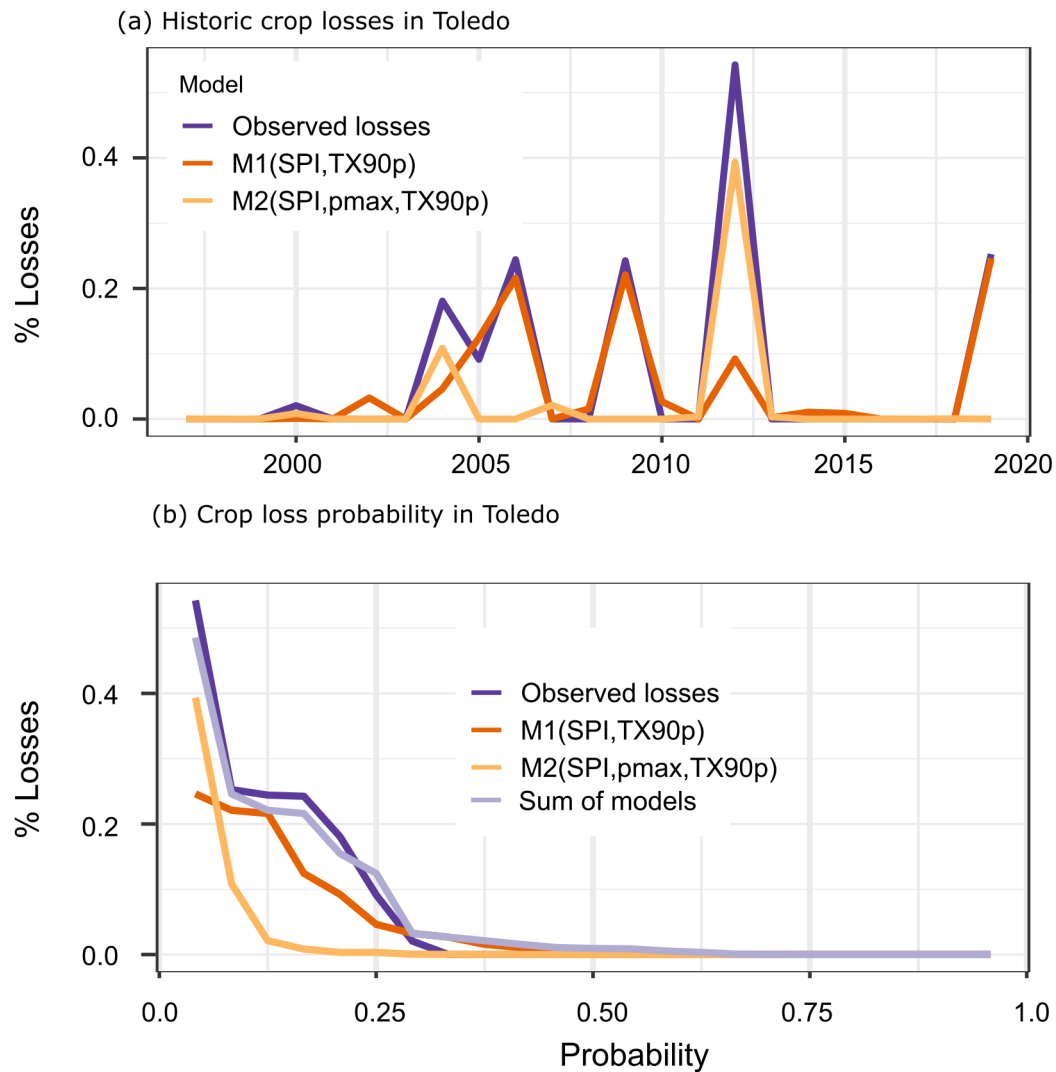 (a) Historic crop losses in Toledo
Model
Observed losses
M1(SPI,TX90p)
M2(SPI,pmax,TX90p)
% Losses
0.4
0.2
0.0
2000 2005 2010 2015 2020
(b) Crop loss probability in Toledo
Observed losses
M1(SPI,TX90p)
M2(SPI,pmax,TX90p)
Sum of models
% Losses
0.4
0.2
0.0
0.0 0.25 0.50 0.75 1.0
Probability